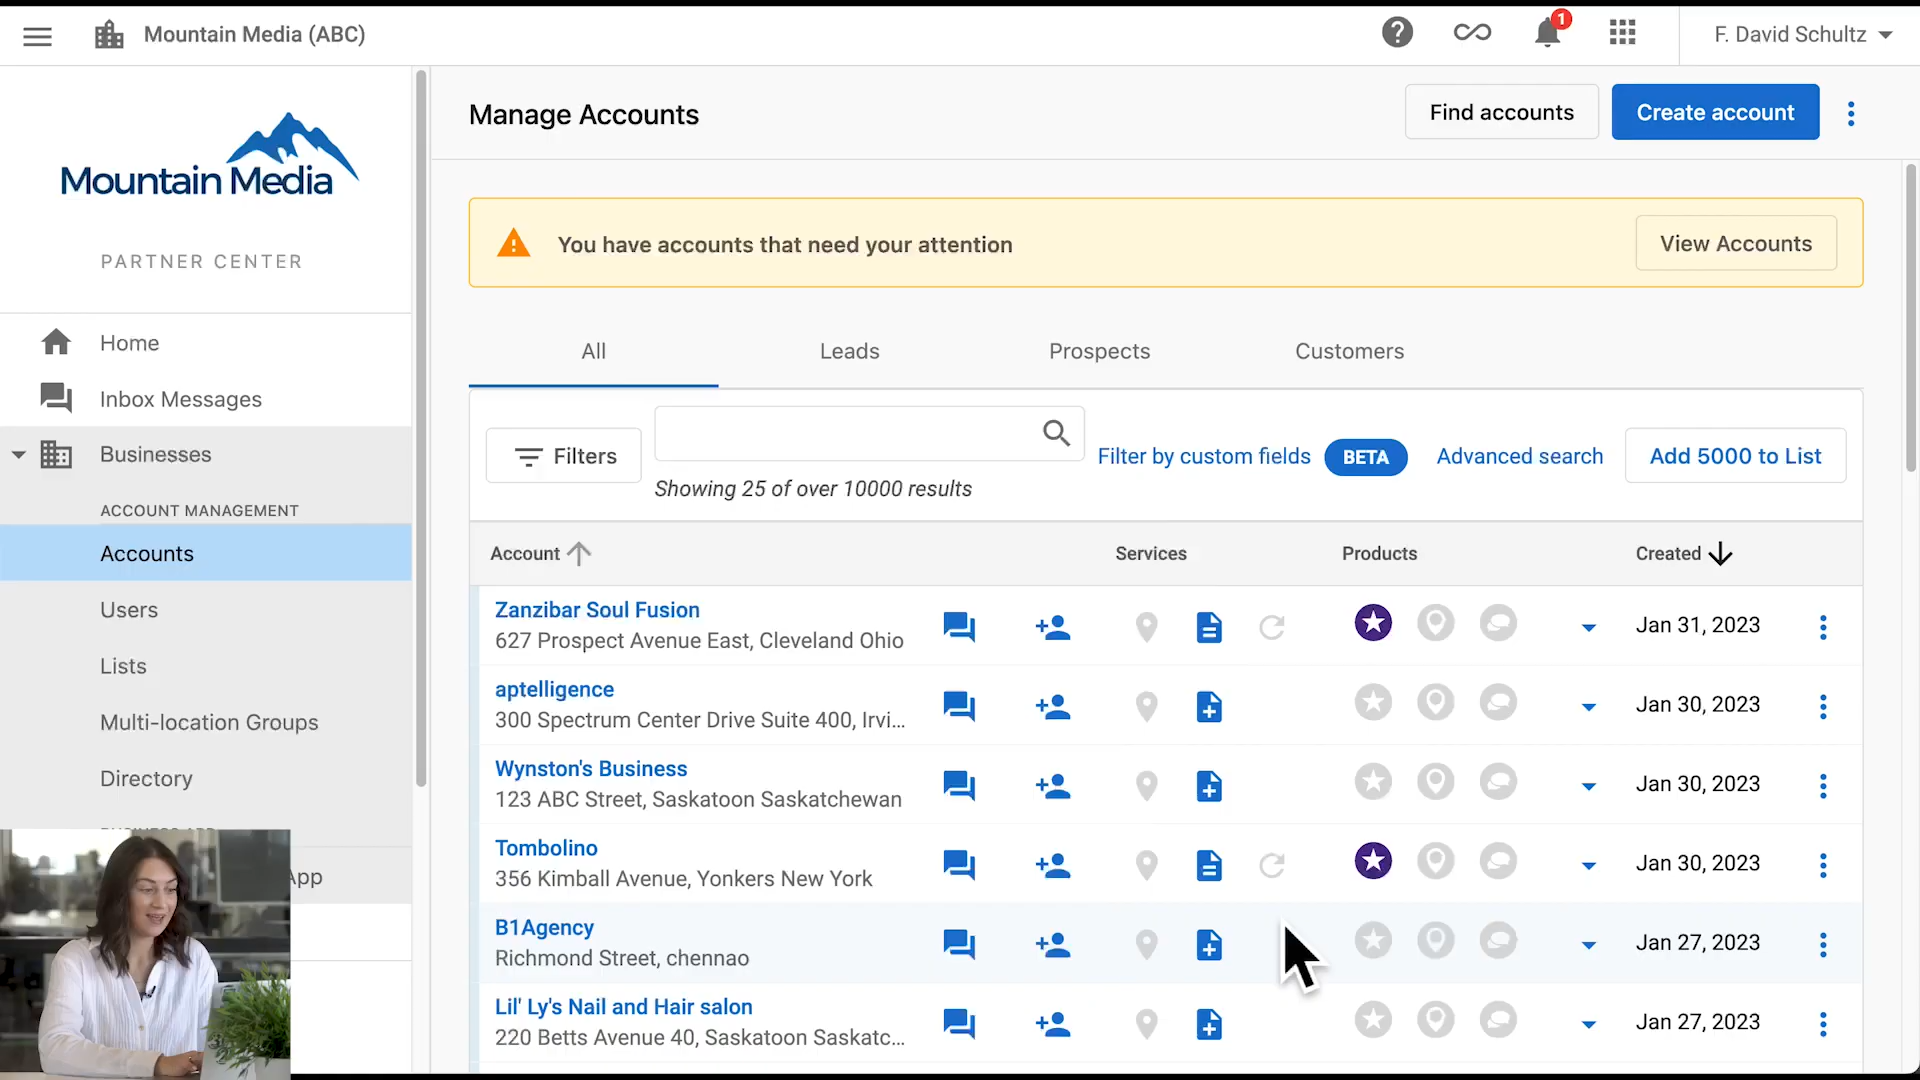 Mountain Media (ABC)
1
F. David Schultz
Mountain Media
PARTNER CENTER
Home
Inbox Messages
Businesses
ACCOUNT MANAGEMENT
Accounts
Users
Lists
Multi-location Groups
Directory
App
Manage Accounts
Find accounts
Create account
You have accounts that need your attention
View Accounts
All
Leads
Prospects
Customers
Filters
Showing 25 of over 10000 results
Filter by custom fields
BETA
Advanced search
Add 5000 to List
Account
Services
Products
Created
Zanzibar Soul Fusion
627 Prospect Avenue East, Cleveland Ohio
Jan 31, 2023
aptelligence
300 Spectrum Center Drive Suite 400, Irvi...
Jan 30, 2023
Wynston's Business
123 ABC Street, Saskatoon Saskatchewan
Jan 30, 2023
Tombolino
356 Kimball Avenue, Yonkers New York
Jan 30, 2023
B1Agency
Richmond Street, chennao
Jan 27, 2023
Lil' Ly's Nail and Hair salon
220 Betts Avenue 40, Saskatoon Saskatc...
Jan 27, 2023